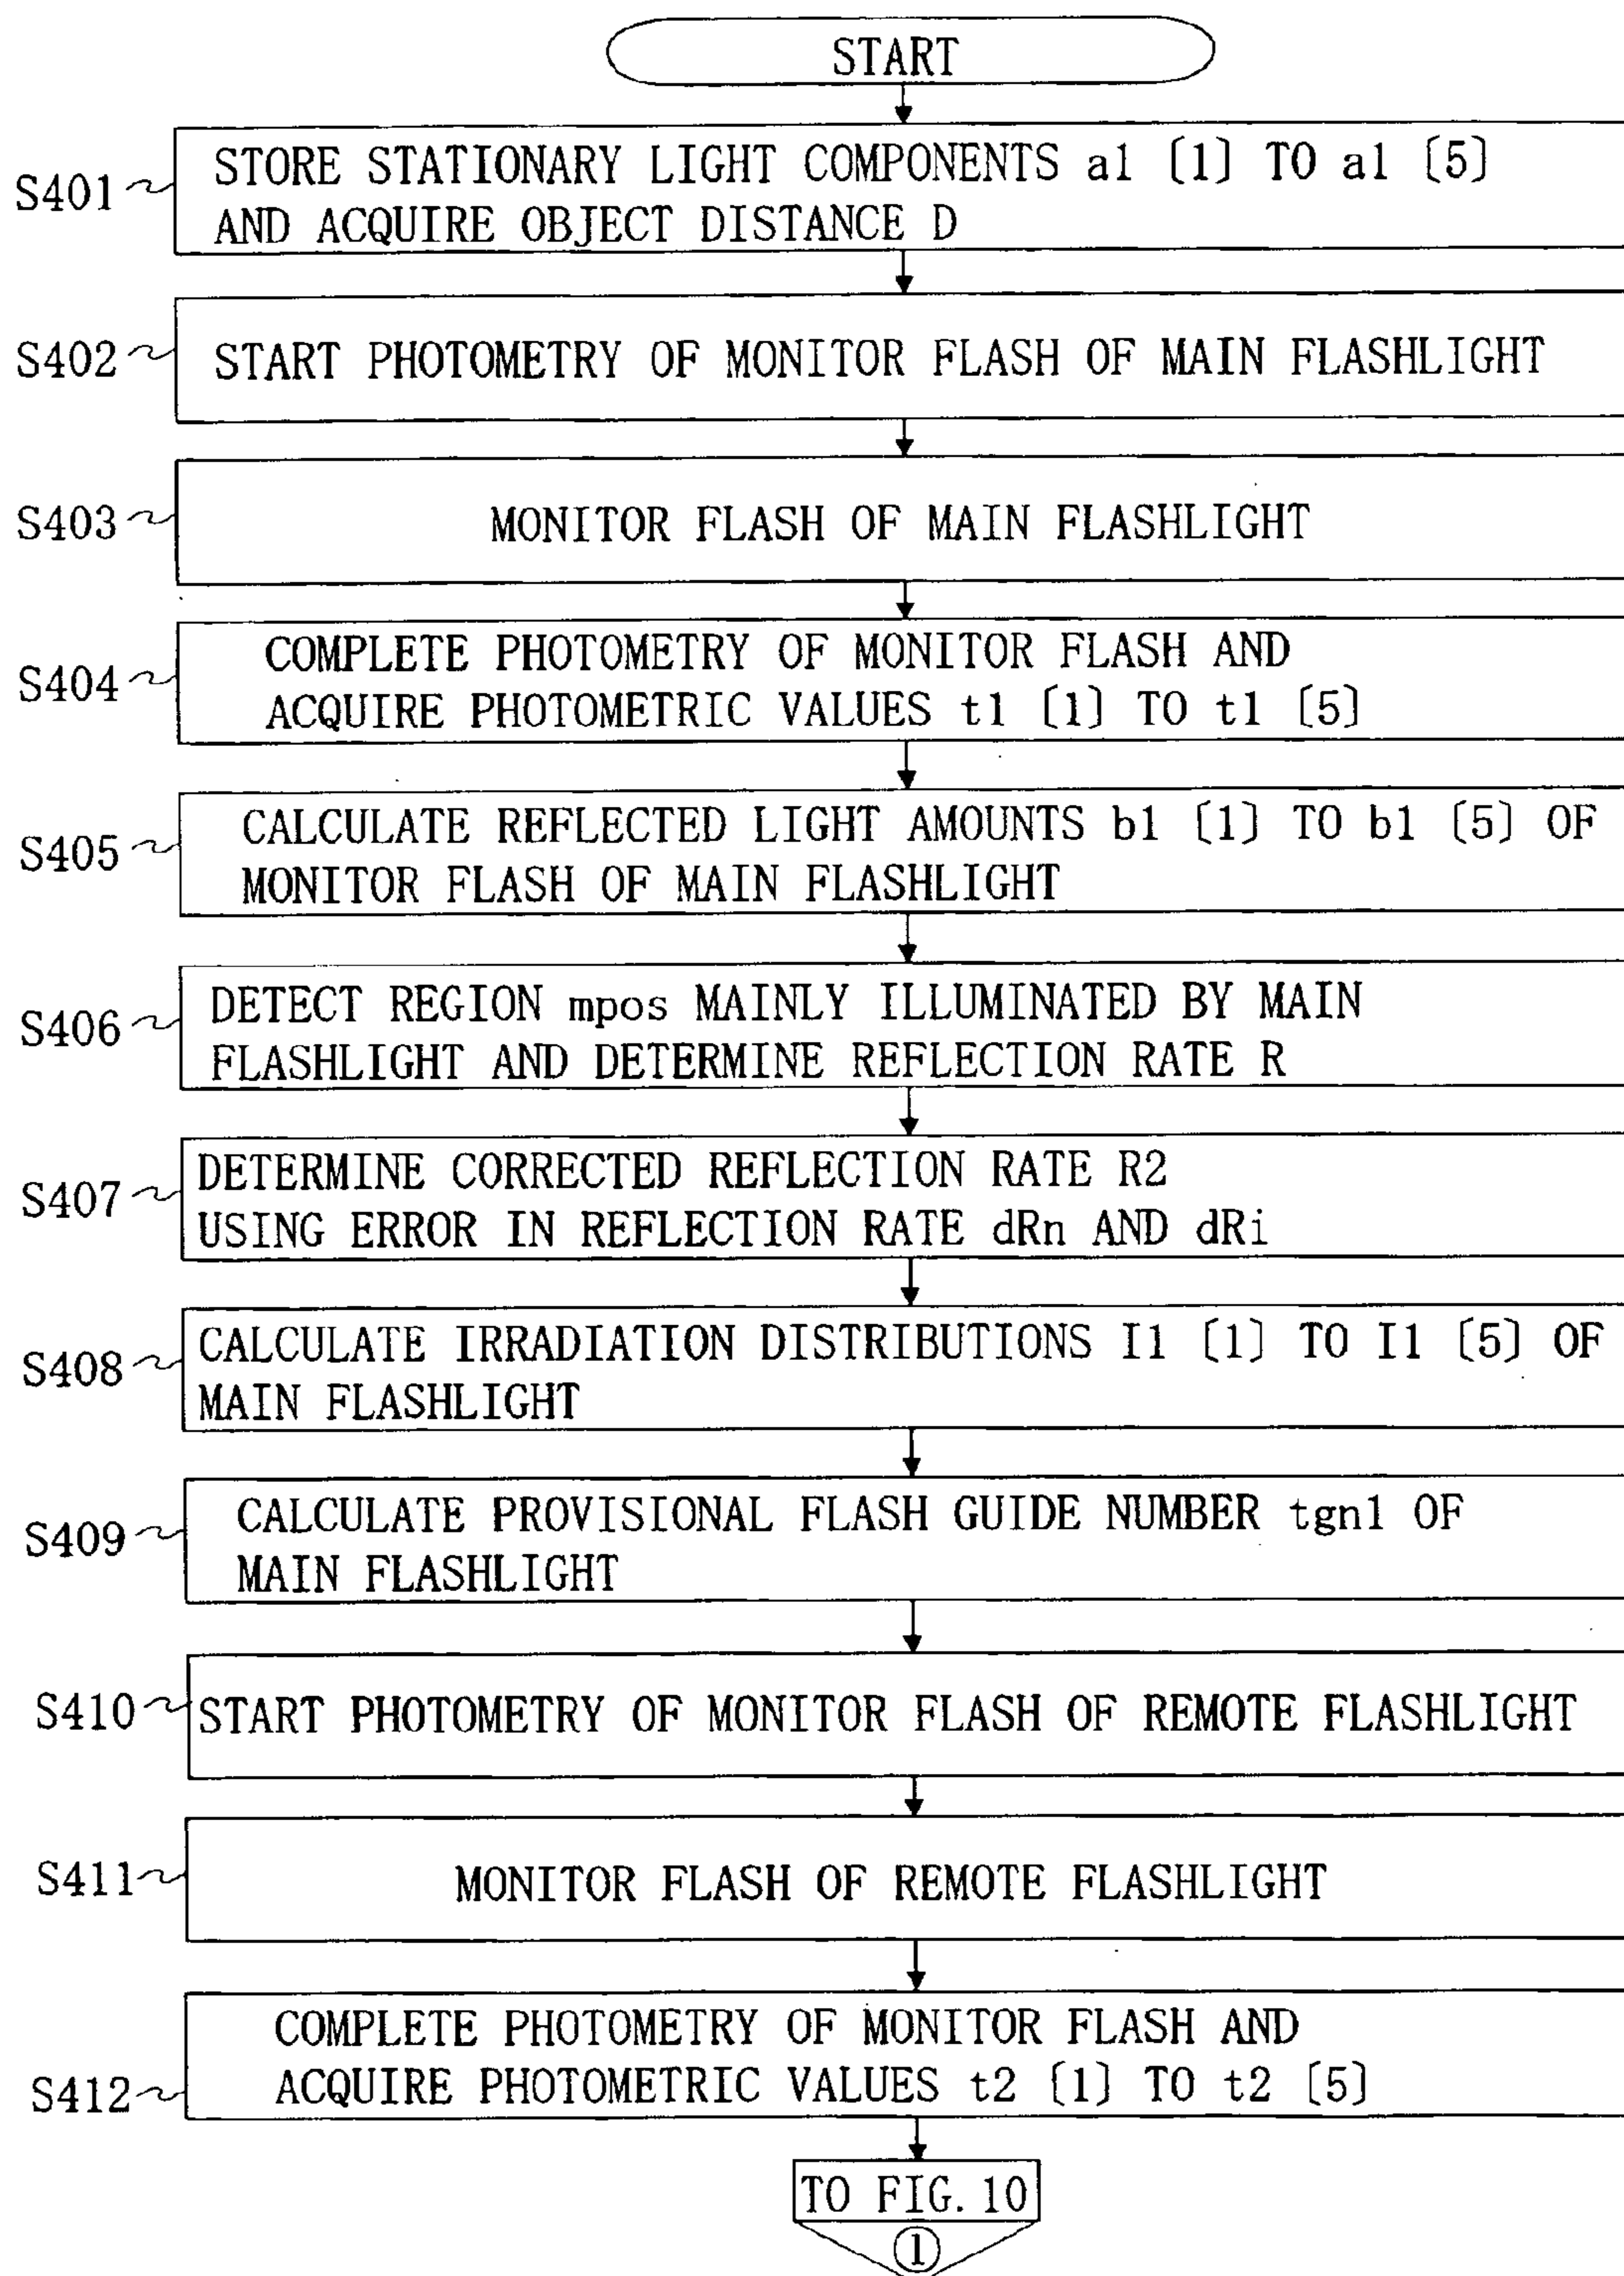 START
S401
STORE STATIONARY LIGHT COMPONENTS a1 [1] TO a1 [5]
AND ACQUIRE OBJECT DISTANCE D
S402
START PHOTOMETRY OF MONITOR FLASH OF MAIN FLASHLIGHT
S403
MONITOR FLASH OF MAIN FLASHLIGHT
S404
COMPLETE PHOTOMETRY OF MONITOR FLASH AND
ACQUIRE PHOTOMETRIC VALUES t1 [1] TO t1 [5]
S405
CALCULATE REFLECTED LIGHT AMOUNTS b1 [1] TO b1 [5] OF
MONITOR FLASH OF MAIN FLASHLIGHT
S406
DETECT REGION mpos MAINLY ILLUMINATED BY MAIN
FLASHLIGHT AND DETERMINE REFLECTION RATE R
S407
DETERMINE CORRECTED REFLECTION RATE R2
USING ERROR IN REFLECTION RATE dRn AND dRi
S408
CALCULATE IRRADIATION DISTRIBUTIONS I1 [1] TO I1 [5] OF
MAIN FLASHLIGHT
S409
CALCULATE PROVISIONAL FLASH GUIDE NUMBER tgn1 OF
MAIN FLASHLIGHT
S410
START PHOTOMETRY OF MONITOR FLASH OF REMOTE FLASHLIGHT
S411
MONITOR FLASH OF REMOTE FLASHLIGHT
S412
COMPLETE PHOTOMETRY OF MONITOR FLASH AND
ACQUIRE PHOTOMETRIC VALUES t2 [1] TO t2 [5]
TO FIG. 10
①